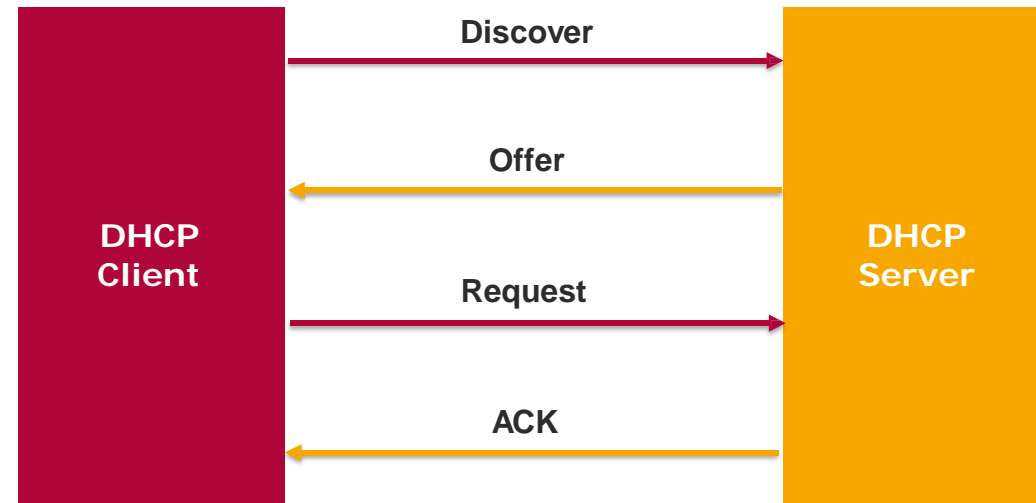 Discover
Offer
DHCP
Client
DHCP
Server
Request
ACK